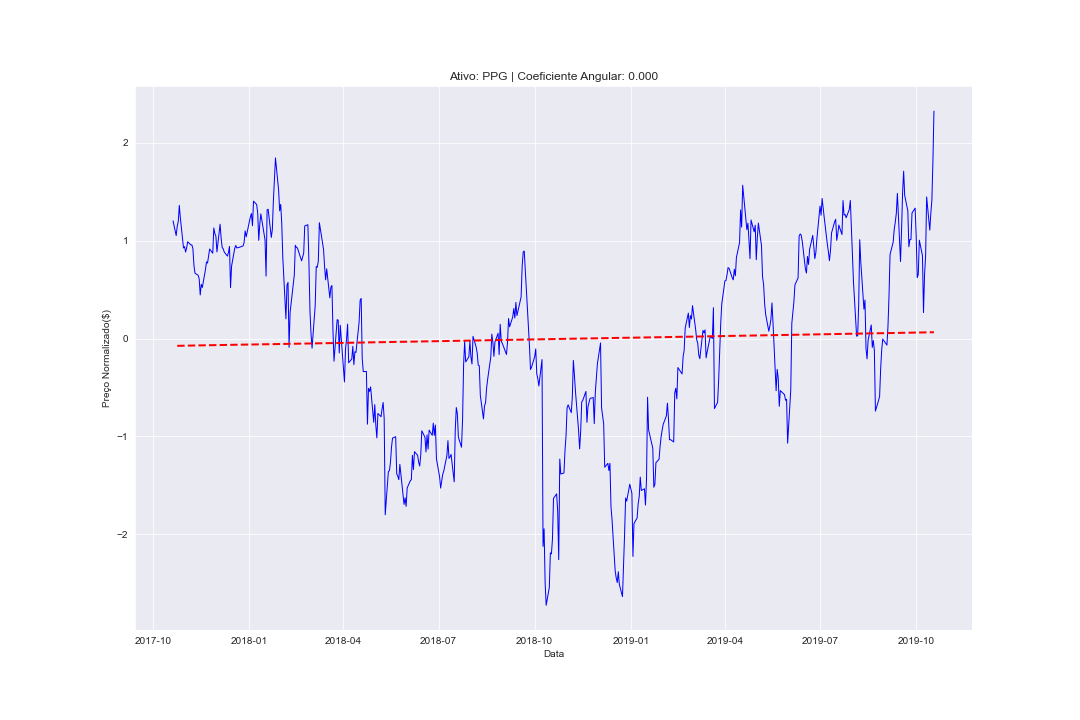 Ativo: PPG | Coeficiente Angular: 0.000
Preço Normalizado($)
2
1
0
−1
−2
2017-10 2018-01 2018-04 2018-07 2018-10 2019-01 2019-04 2019-07 2019-10
Data